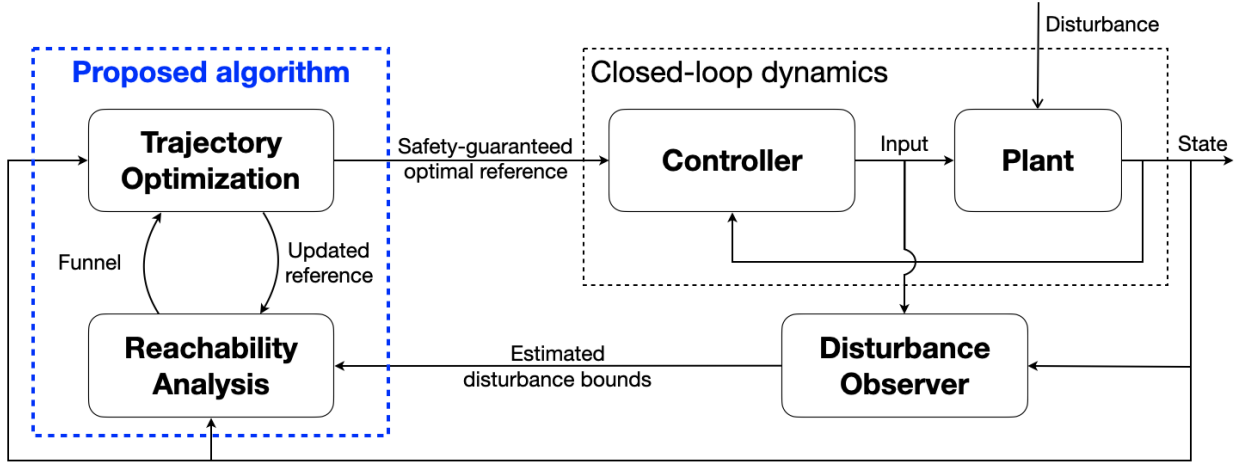 Disturbance
Proposed algorithm
Closed-loop dynamics
Trajectory
Optimization
Safety-guaranteed
optimal reference
Controller
Input
Plant
State
Funnel
Updated
reference
Reachability
Analysis
Estimated
disturbance bounds
Disturbance
Observer